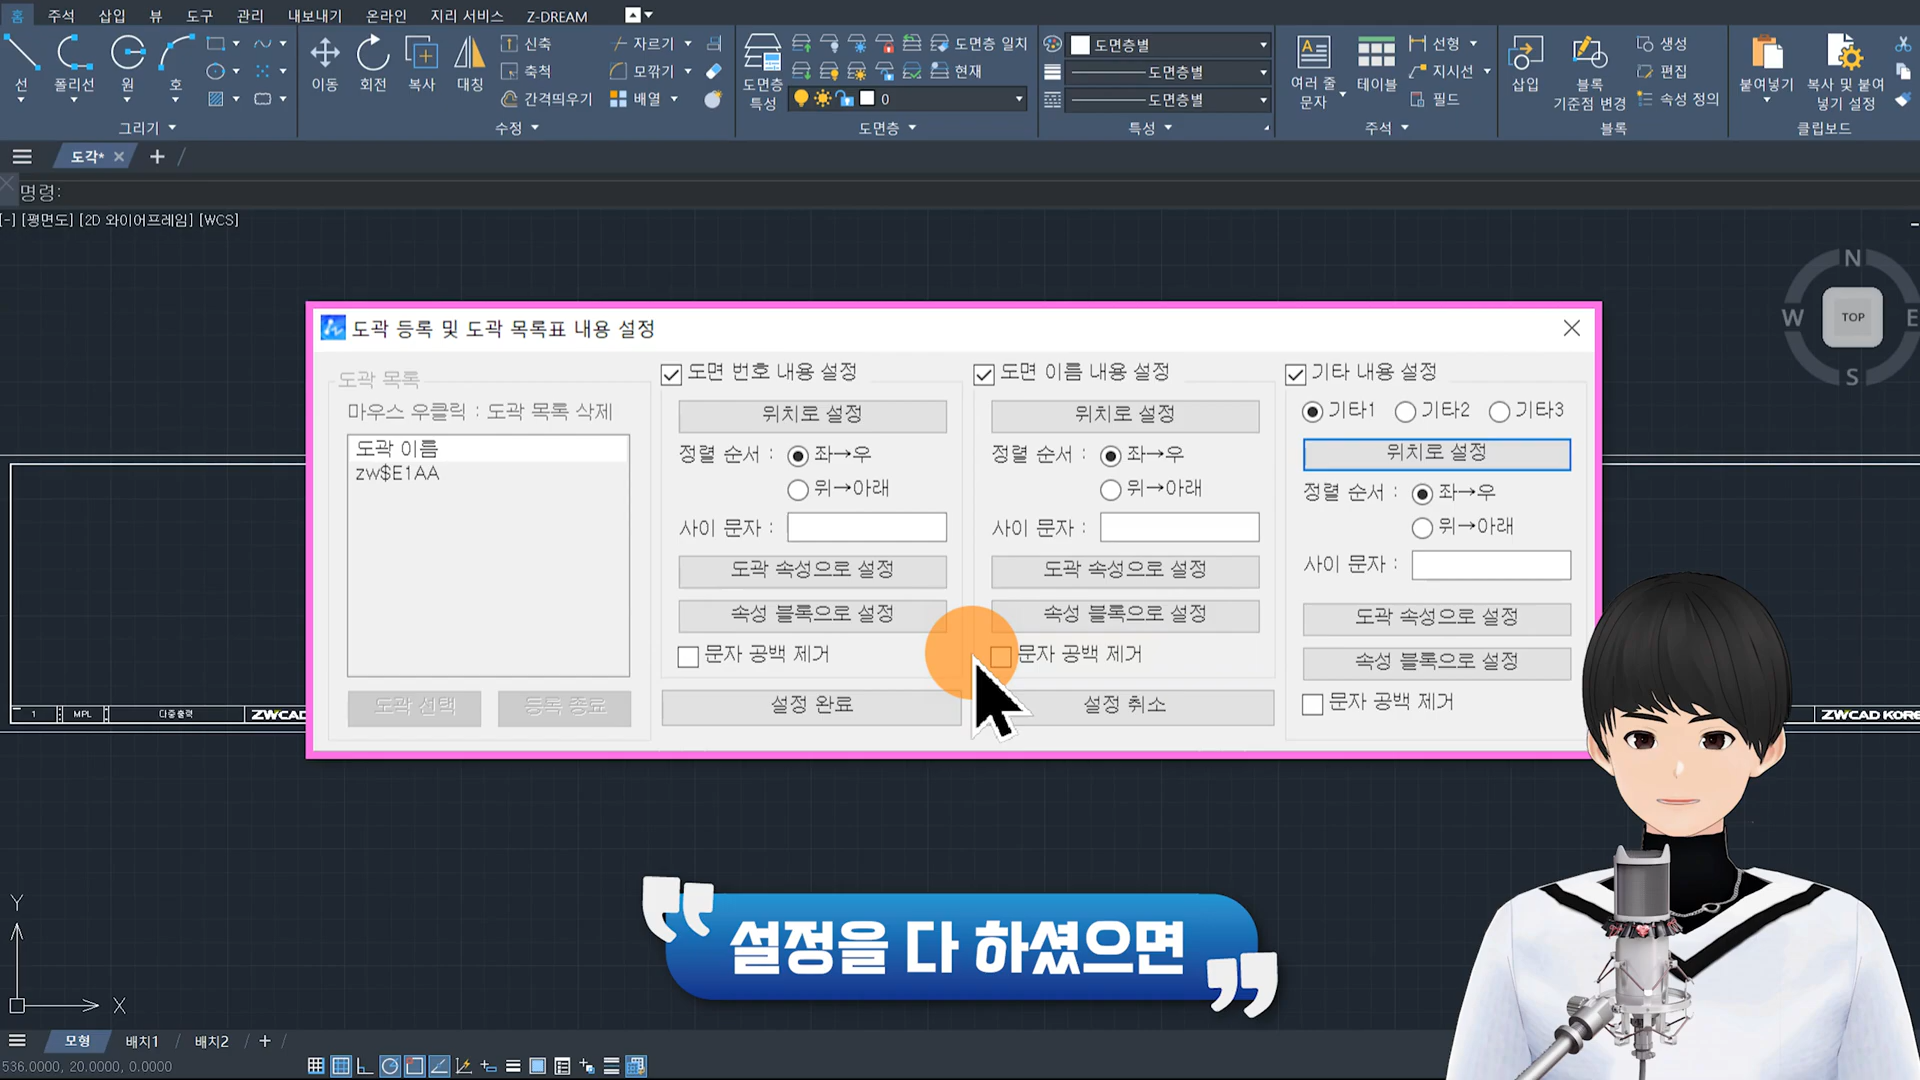 홈 주석 삽입 뷰 도구 관리 내보내기 온라인 지리 서비스 Z-DREAM
선 폴리선 원 호
그리기
이동 회전 복사 대칭
신축 자르기
축척 모깎기
간격띄우기 배열
수정
도면층 특성
도면층 일치
현재
0
도면층
도면층별
도면층별
도면층별
특성
여러 줄 문자
테이블
선형
지시선
필드
주석
삽입
블록 기준점 변경
생성
편집
속성 정의
블록
붙여넣기
복사 및 붙여넣기 설정
클립보드
도각*
명령:
[-] [평면도] [2D 와이어프레임] [WCS]
N
W TOP E
S
도곽 등록 및 도곽 목록표 내용 설정
도곽 목록
마우스 우클릭 : 도곽 목록 삭제
도곽 이름
zw$E1AA
도곽 선택 등록 종료
도면 번호 내용 설정
위치로 설정
정렬 순서 : 좌→우
위→아래
사이 문자 :
도곽 속성으로 설정
속성 블록으로 설정
문자 공백 제거
설정 완료
도면 이름 내용 설정
위치로 설정
정렬 순서 : 좌→우
위→아래
사이 문자 :
도곽 속성으로 설정
속성 블록으로 설정
문자 공백 제거
설정 취소
기타 내용 설정
기타1 기타2 기타3
위치로 설정
정렬 순서 : 좌→우
위→아래
사이 문자 :
도곽 속성으로 설정
속성 블록으로 설정
문자 공백 제거
1 MPL 다중출력 ZWCAD
ZWCAD KORE
설정을 다 하셨으면
Y
X
모형 배치1 배치2
536.0000, 20.0000, 0.0000